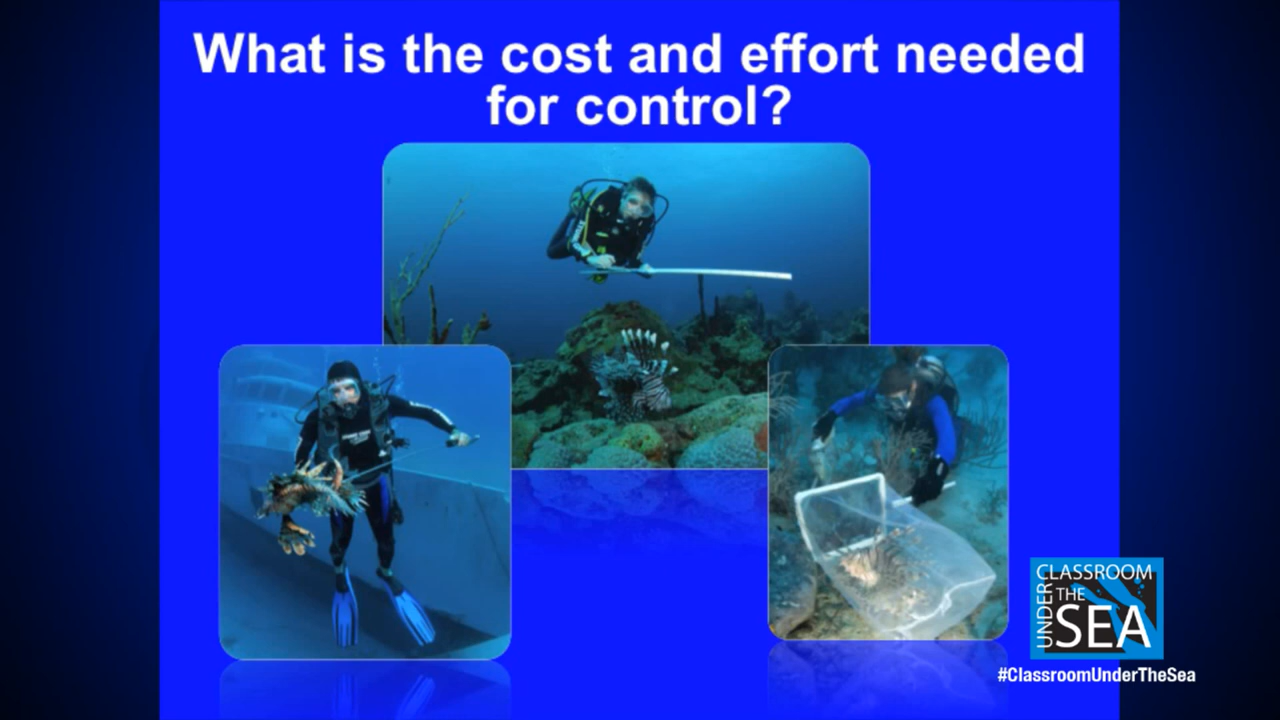 What is the cost and effort needed
for control?
CLASSROOM
UNDER
THE
SEA
#ClassroomUnderTheSea